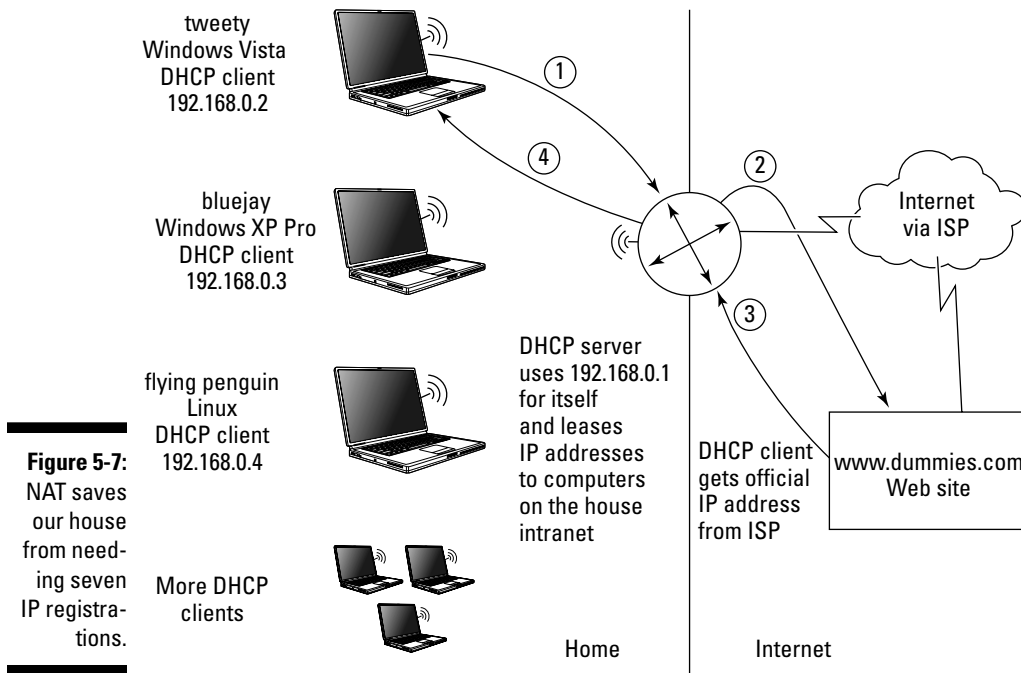 tweety
Windows Vista
DHCP client
192.168.0.2
1
4
2
Internet
via ISP
bluejay
Windows XP Pro
DHCP client
192.168.0.3
3
flying penguin
Linux
DHCP client
192.168.0.4
DHCP server
uses 192.168.0.1
for itself
and leases
IP addresses
to computers
on the house
intranet
DHCP client
gets official
IP address
from ISP
www.dummies.com
Web site
Figure 5-7:
NAT saves
our house
from need-
ing seven
IP registra-
tions.
More DHCP
clients
Home
Internet